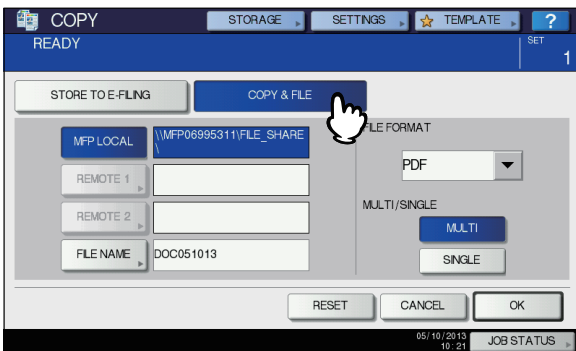 COPY
STORAGE
SETTINGS
TEMPLATE
?
READY
SET
1
STORE TO E-FILING
COPY & FILE
MFP LOCAL
\\MFP06995311\FILE_SHARE
\
REMOTE 1
REMOTE 2
FILE NAME
DOC051013
FILE FORMAT
PDF
MULTI/SINGLE
MULTI
SINGLE
RESET
CANCEL
OK
05/10/2013
10:21
JOB STATUS